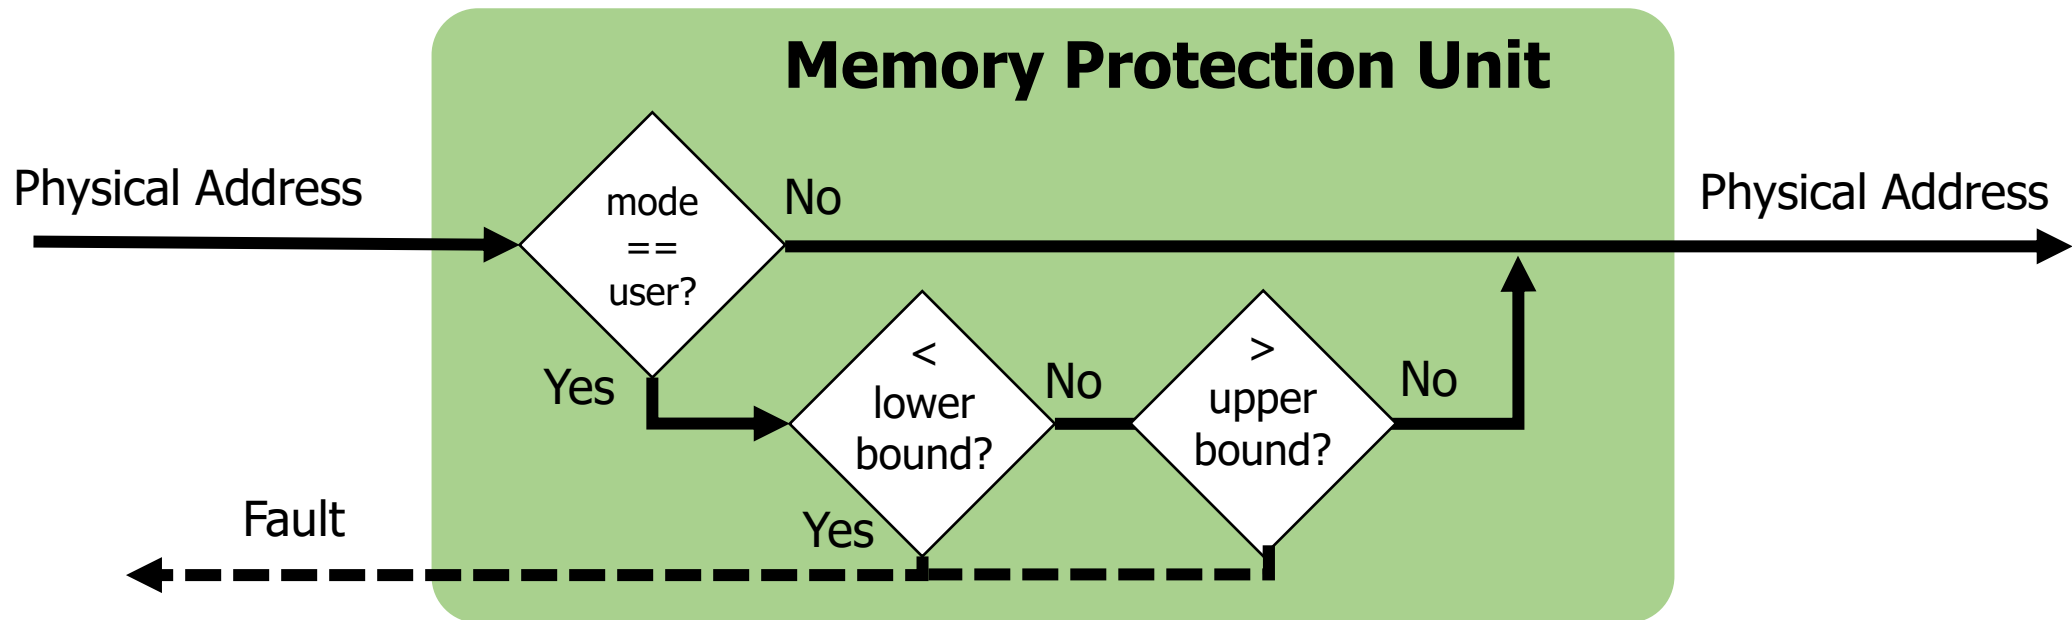 Memory Protection Unit
Physical Address
mode
==
user?
No
Physical Address
Yes
<
lower
bound?
No
>
upper
bound?
No
Yes
Fault